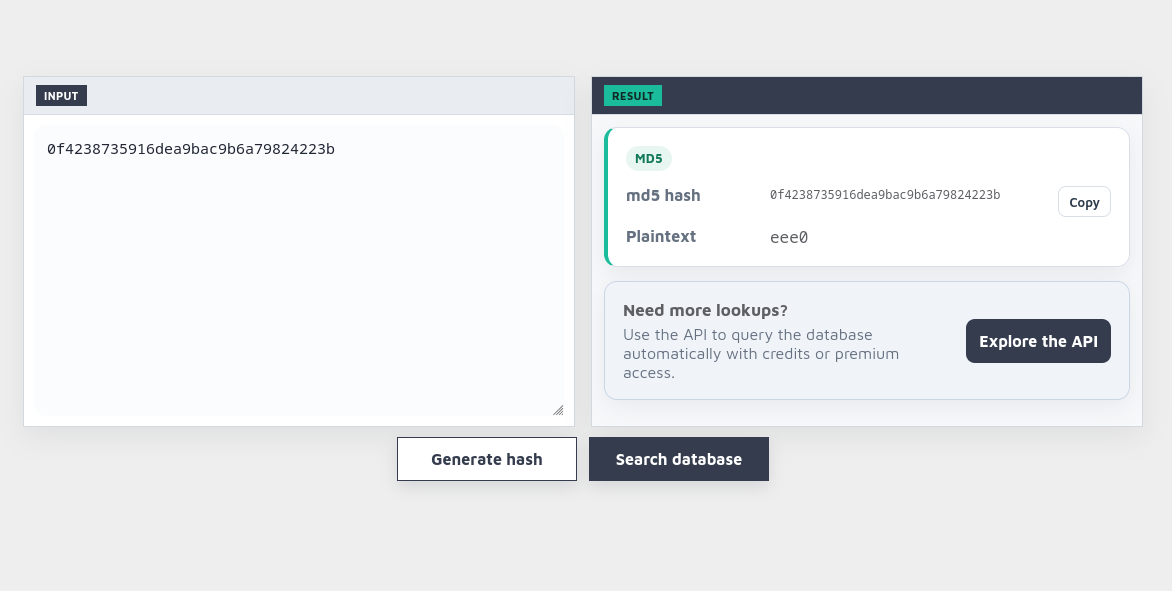 INPUT
0f4238735916dea9bac9b6a79824223b
RESULT
MD5
md5 hash
0f4238735916dea9bac9b6a79824223b
Copy
Plaintext
eee0
Need more lookups?
Use the API to query the database
automatically with credits or premium
access.
Explore the API
Generate hash
Search database